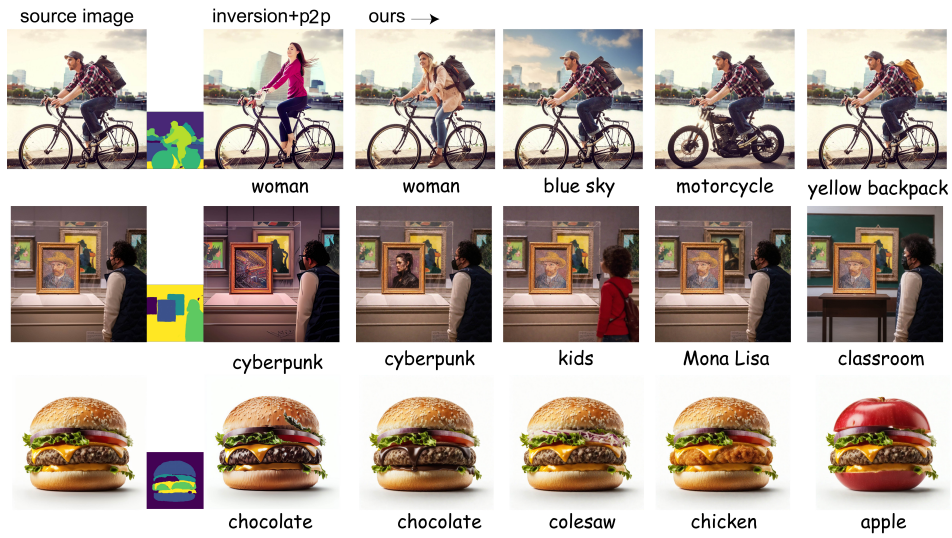 source image inversion+p2p ours
woman woman blue sky motorcycle yellow backpack
cyberpunk cyberpunk kids Mona Lisa classroom
chocolate chocolate colesaw chicken apple